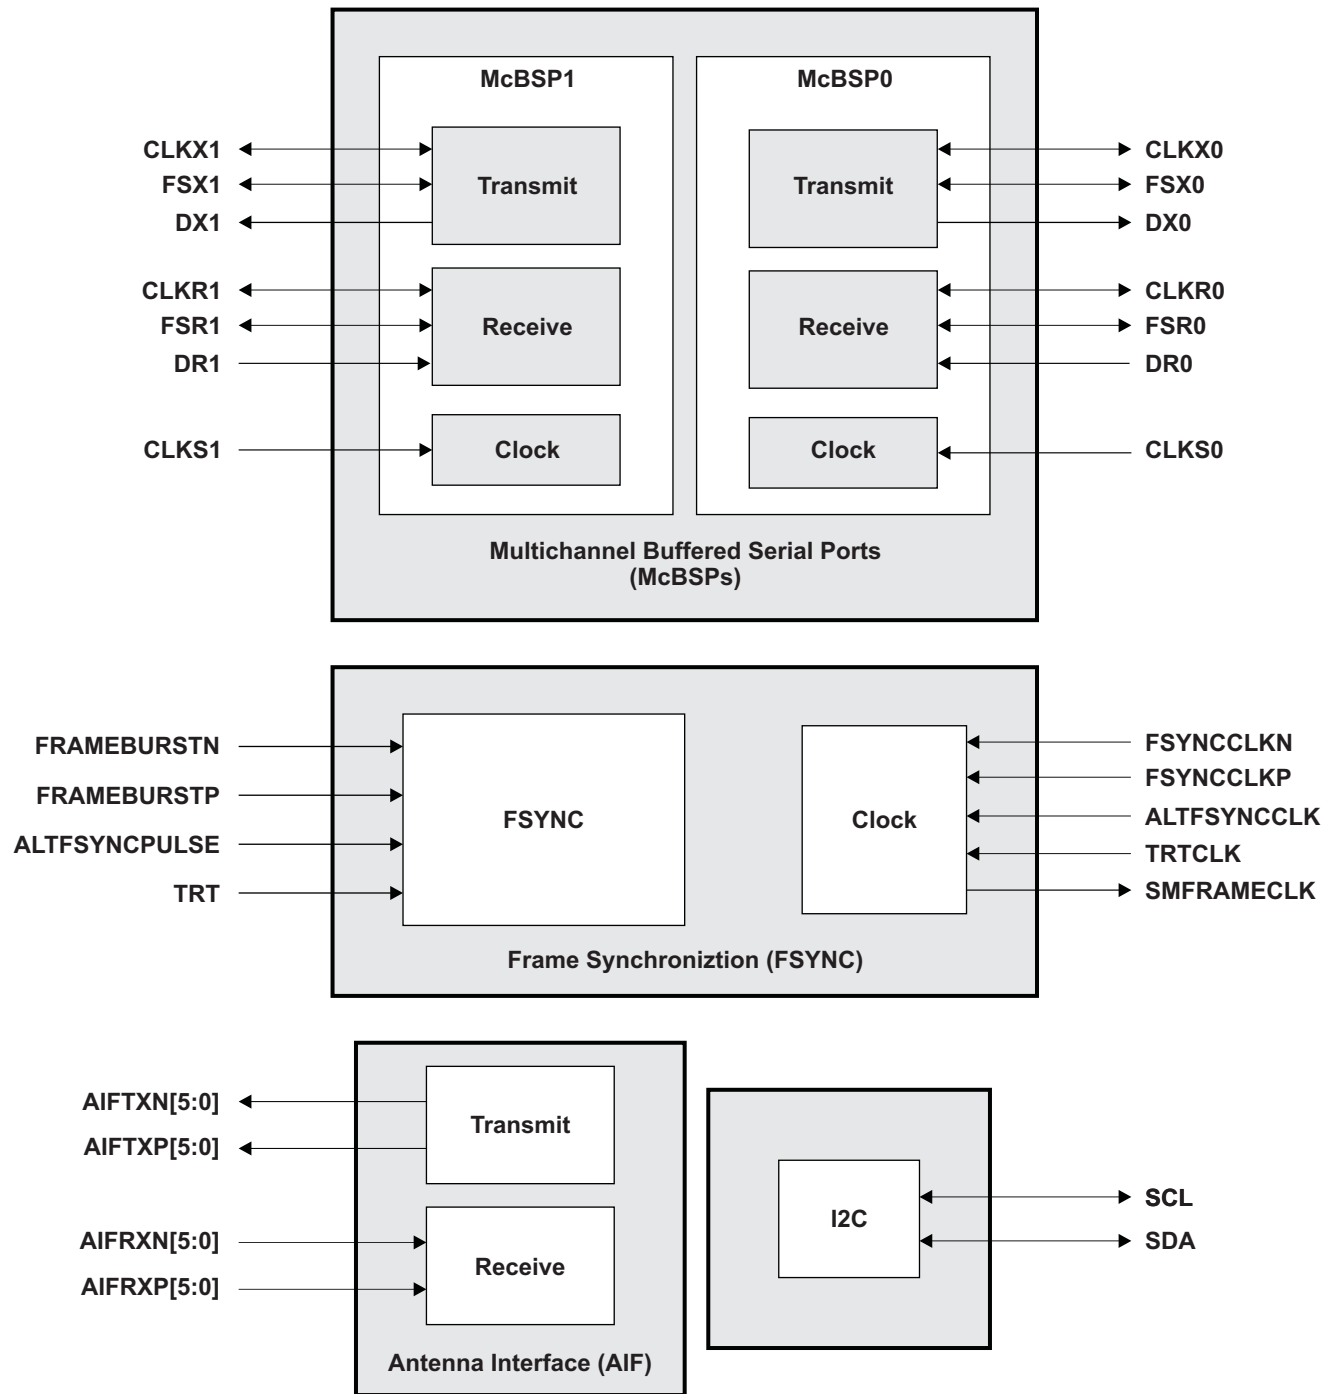 McBSP1
McBSP0
CLKX1
FSX1
DX1
Transmit
Transmit
CLKX0
FSX0
DX0
CLKR1
FSR1
DR1
Receive
Receive
CLKR0
FSR0
DR0
CLKS1
Clock
Clock
CLKS0
Multichannel Buffered Serial Ports
(McBSPs)
FRAMEBURSTN
FRAMEBURSTP
ALTFSYNCPULSE
TRT
FSYNC
Clock
FSYNCCLKN
FSYNCCLKP
ALTFSYNCCLK
TRTCLK
SMFRAMECLK
Frame Synchroniztion (FSYNC)
AIFTXN[5:0]
AIFTXP[5:0]
Transmit
AIFRXN[5:0]
AIFRXP[5:0]
Receive
Antenna Interface (AIF)
I2C
SCL
SDA